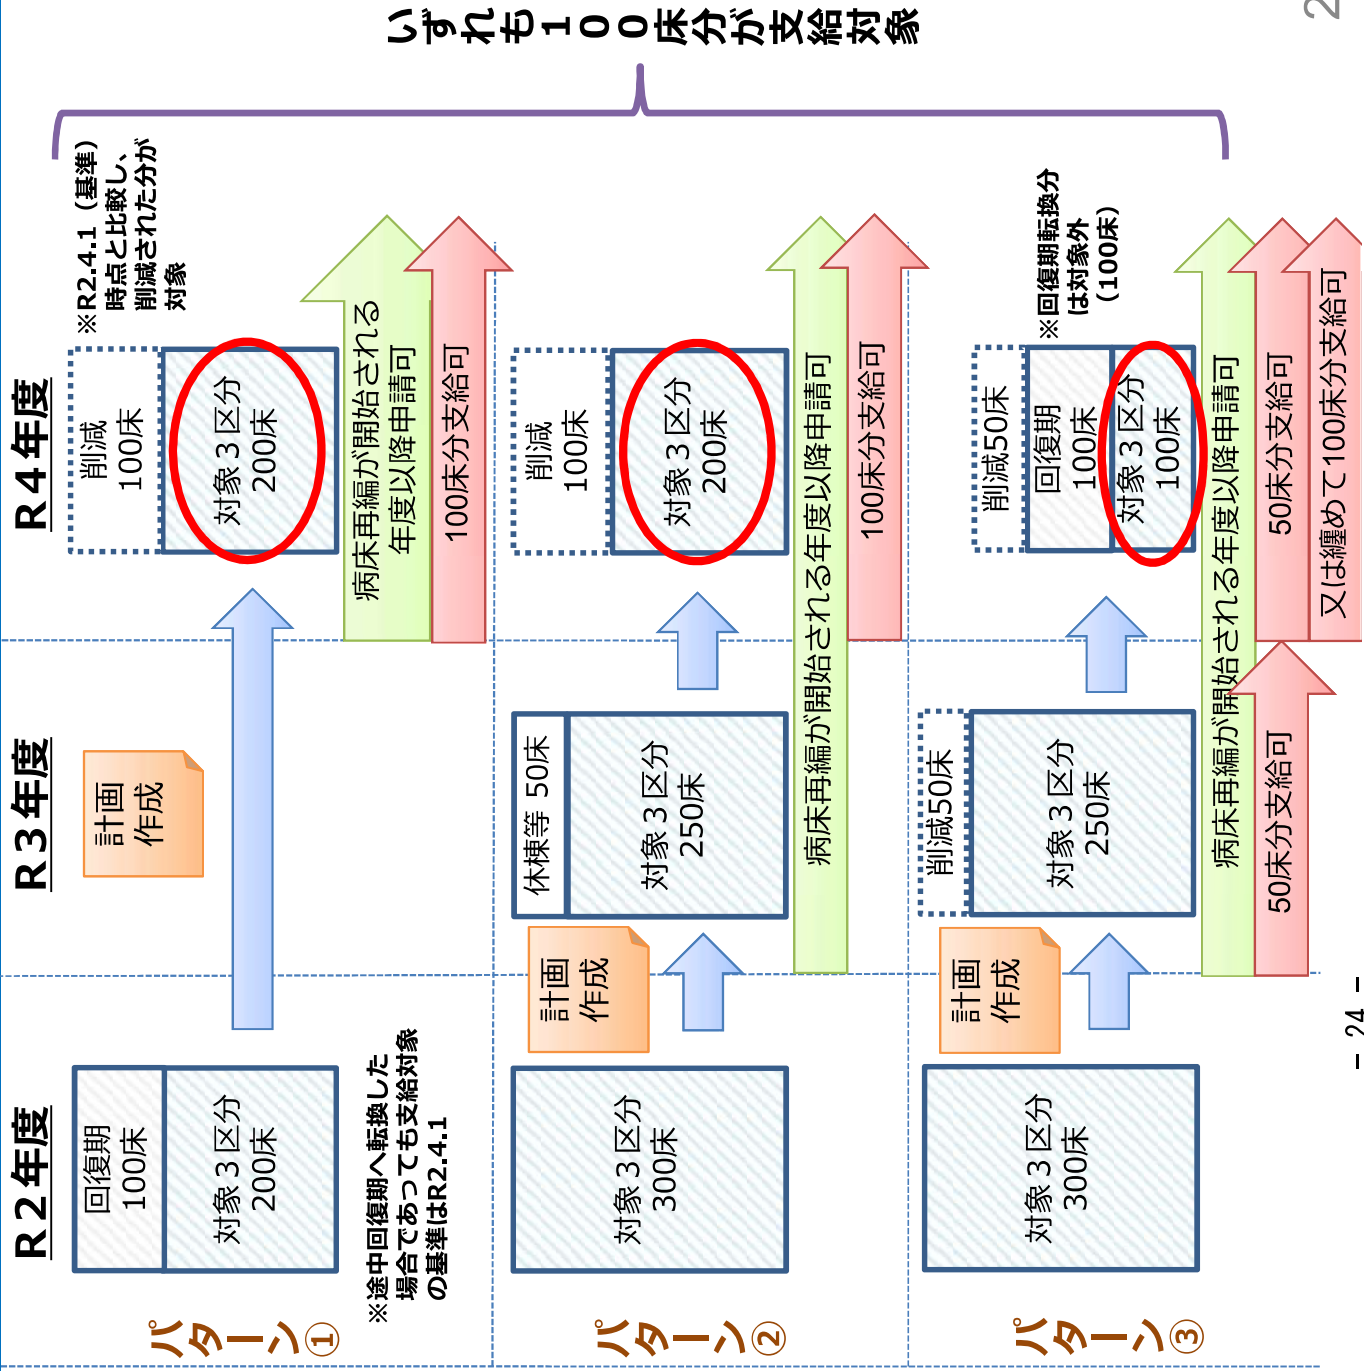 R2年度
R3年度
R4年度
パターン①
回復期
100床
対象3区分
200床
※途中回復期へ転換した
場合であっても支給対象
の基準はR2.4.1
計画
作成
削減
100床
対象3区分
200床
※R2.4.1（基準）
時点と比較し、
削減された分が
対象
病床再編が開始される
年度以降申請可
100床分支給可
パターン②
対象3区分
300床
計画
作成
休棟等 50床
対象3区分
250床
削減
100床
対象3区分
200床
病床再編が開始される年度以降申請可
100床分支給可
パターン③
対象3区分
300床
計画
作成
削減50床
対象3区分
250床
削減50床
回復期
100床
対象3区分
100床
※回復期転換分
は対象外
（100床）
病床再編が開始される年度以降申請可
50床分支給可
50床分支給可
又は纏めて100床分支給可
いずれも100床分が支給対象
2
- 24 -